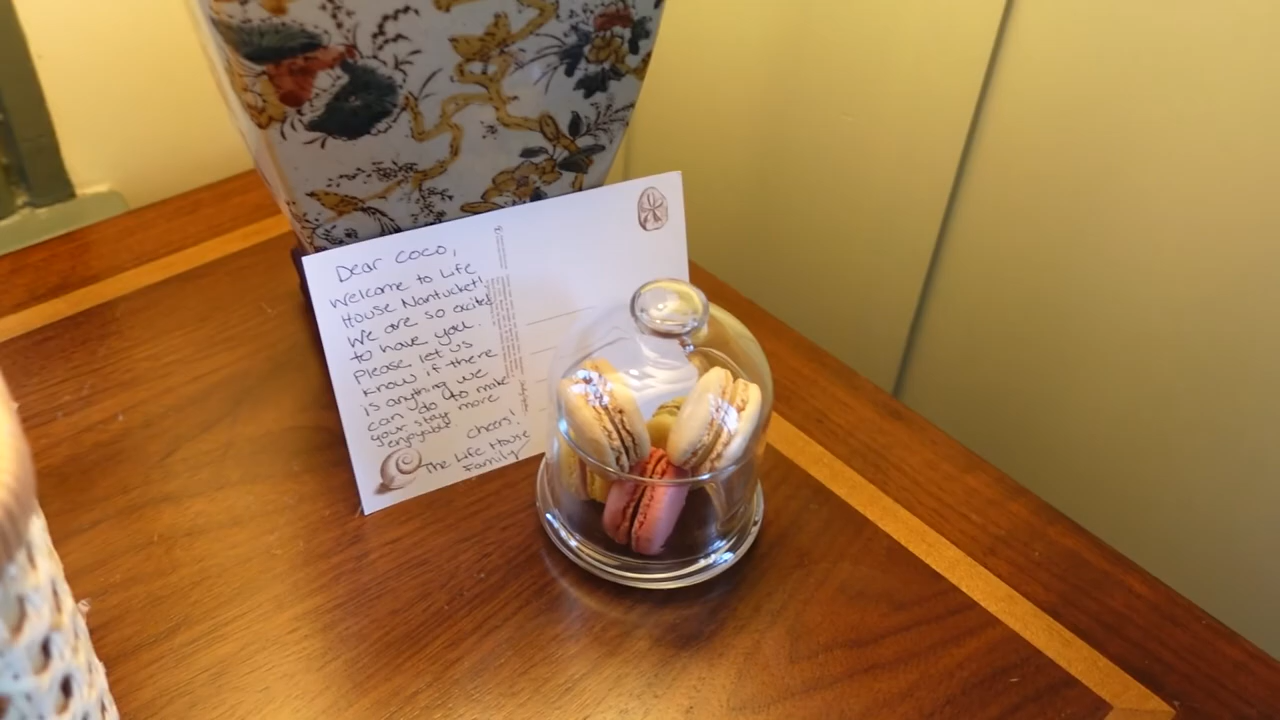 Dear Coco,
Welcome to Life
House Nantucket!
We are so excited
to have you.
Please let us
know if there
is anything we
can do to make
your stay more
enjoyable.
Cheers!
The Life House
Family